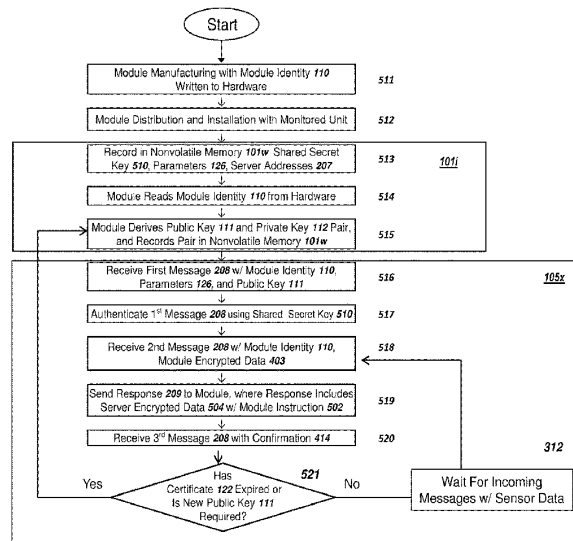 Start
Module Manufacturing with Module Identity 110
Written to Hardware
511
Module Distribution and Installation with Monitored Unit
512
Record in Nonvolatile Memory 101w Shared Secret
Key 510, Parameters 126, Server Addresses 207
513
101i
Module Reads Module Identity 110 from Hardware
514
Module Derives Public Key 111 and Private Key 112 Pair,
and Records Pair in Nonvolatile Memory 101w
515
Receive First Message 208 w/ Module Identity 110,
Parameters 126, and Public Key 111
516
105x
Authenticate 1st Message 208 using Shared Secret Key 510
517
Receive 2nd Message 208 w/ Module Identity 110,
Module Encrypted Data 403
518
Send Response 209 to Module, where Response Includes
Server Encrypted Data 504 w/ Module Instruction 502
519
Receive 3rd Message 208 with Confirmation 414
520
312
Yes
Has
Certificate 122 Expired or
Is New Public Key 111
Required?
521
No
Wait For Incoming
Messages w/ Sensor Data